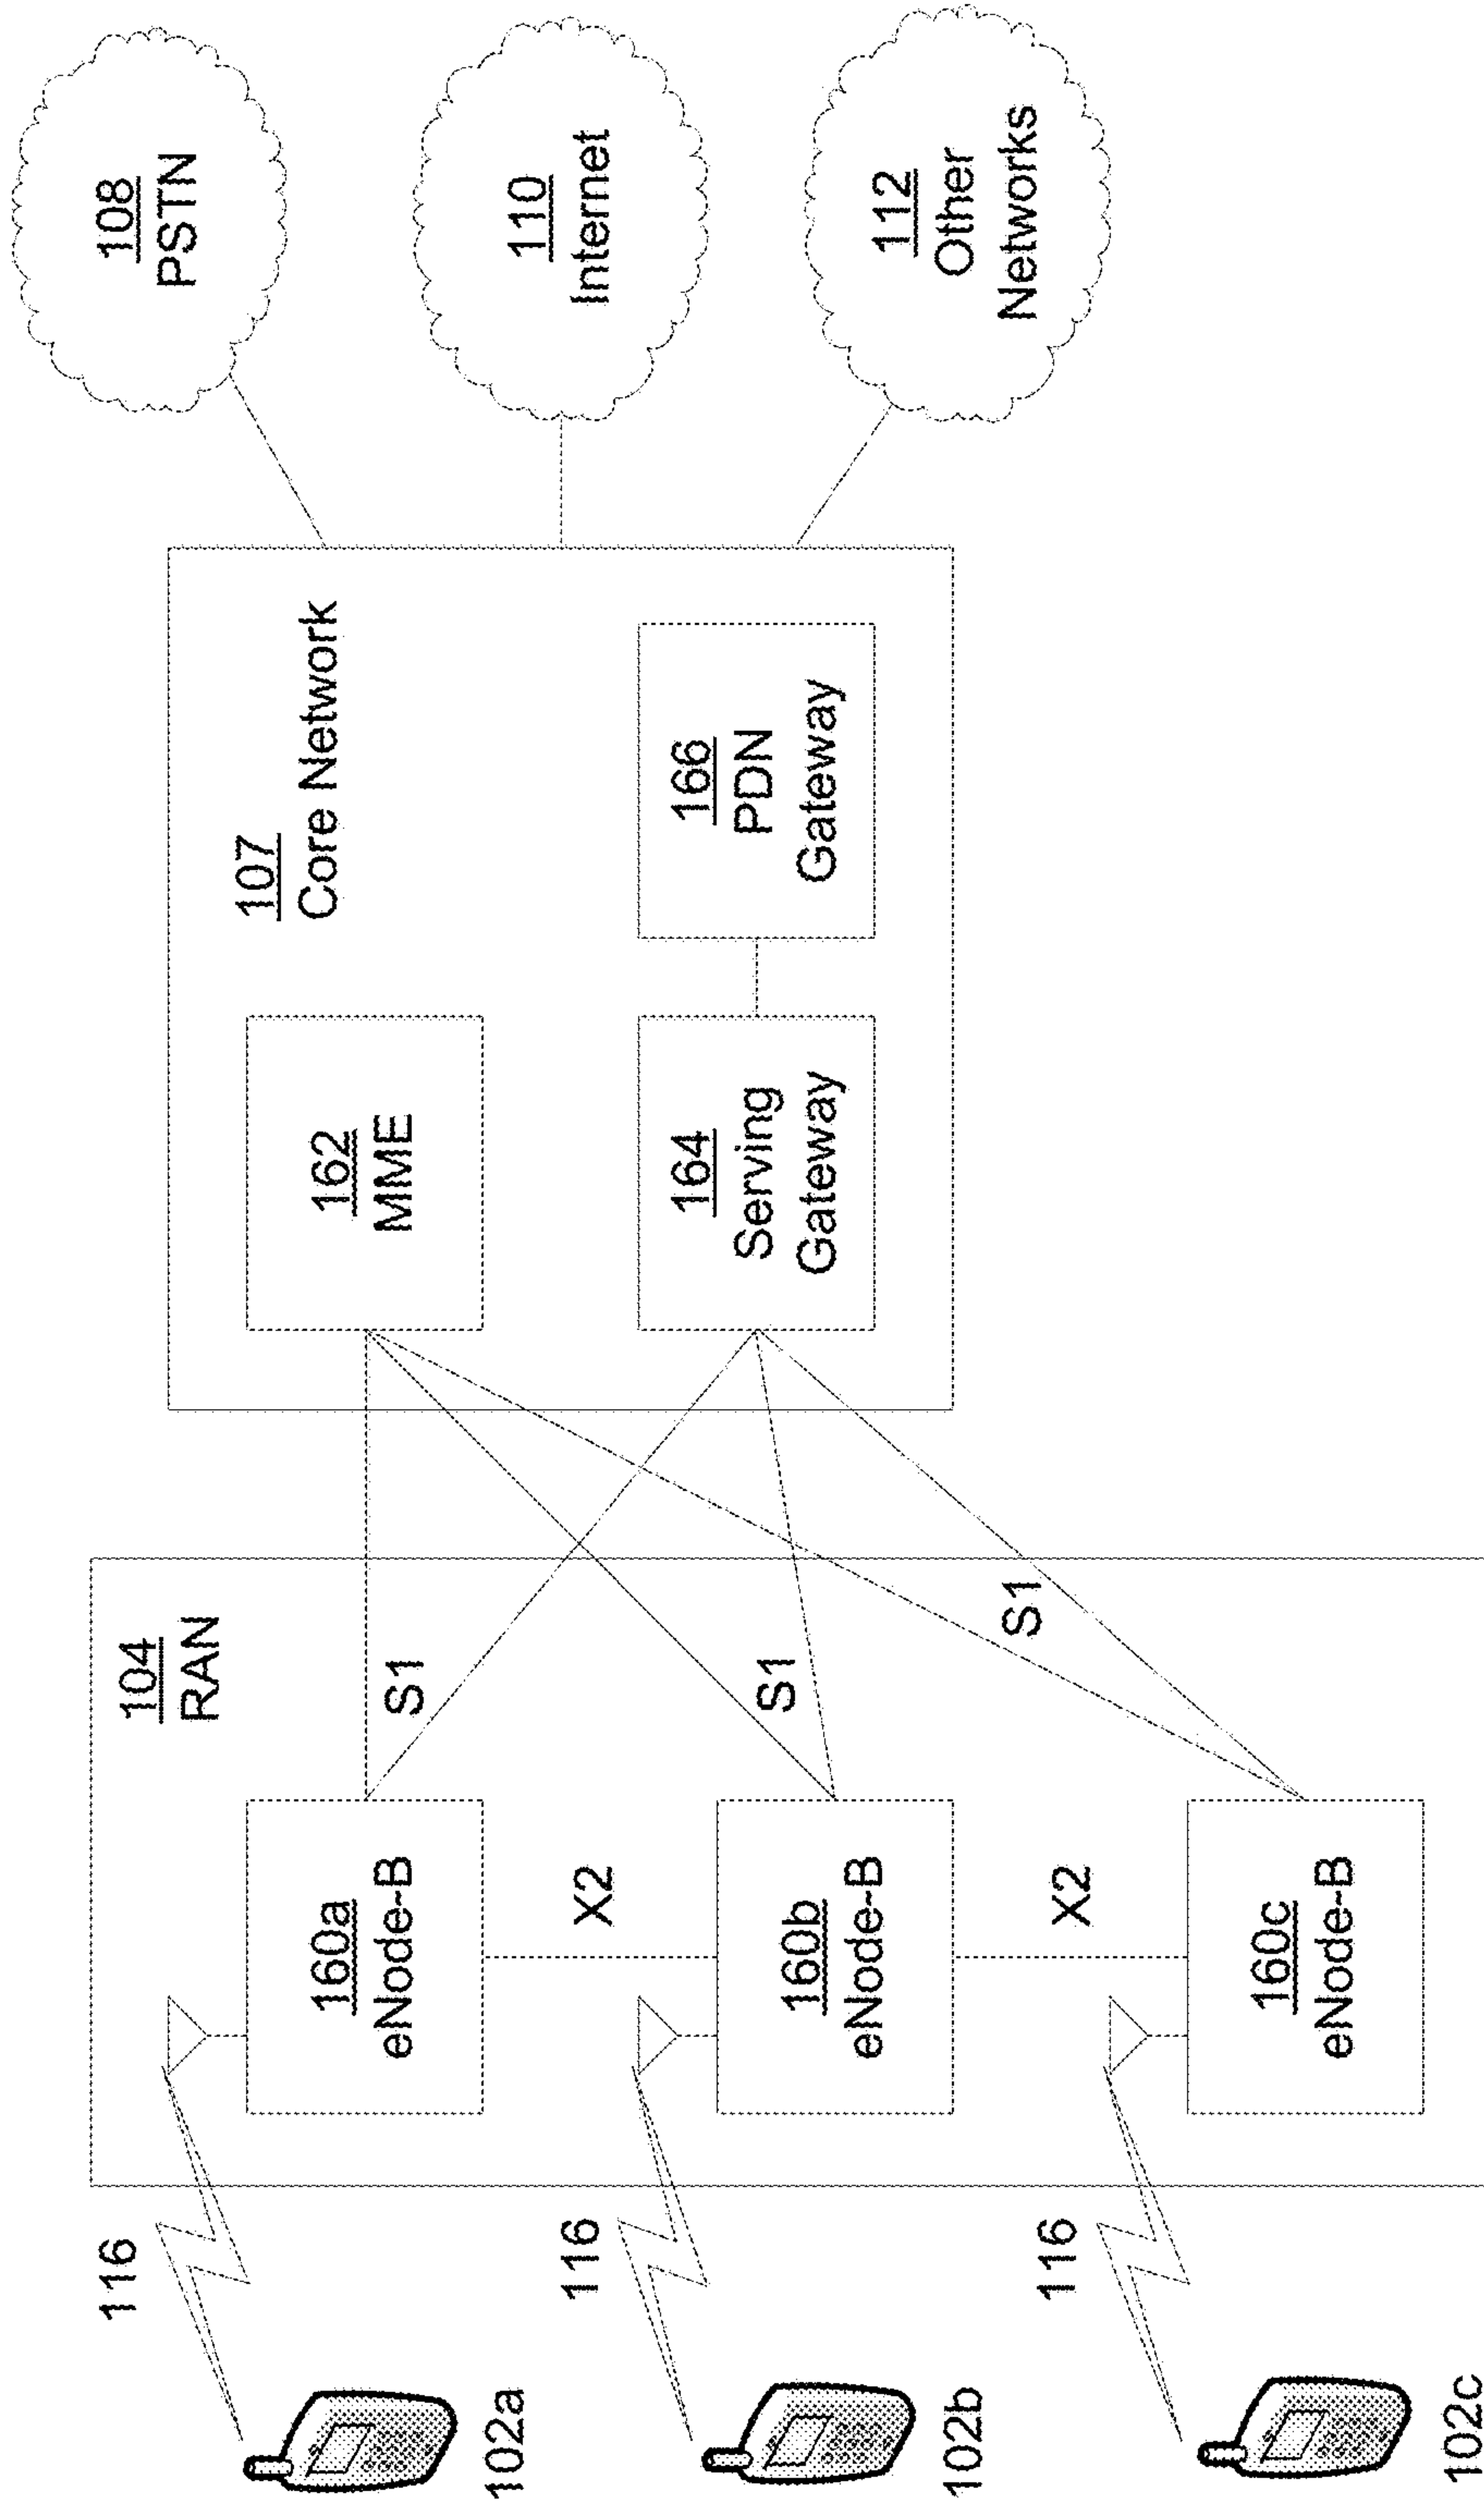 116
102a
116
102b
116
102c
104
RAN
160a
eNode-B
S1
X2
160b
eNode-B
S1
X2
160c
eNode-B
S1
107
Core Network
162
MME
164
Serving
Gateway
166
PDN
Gateway
108
PSTN
110
Internet
112
Other
Networks